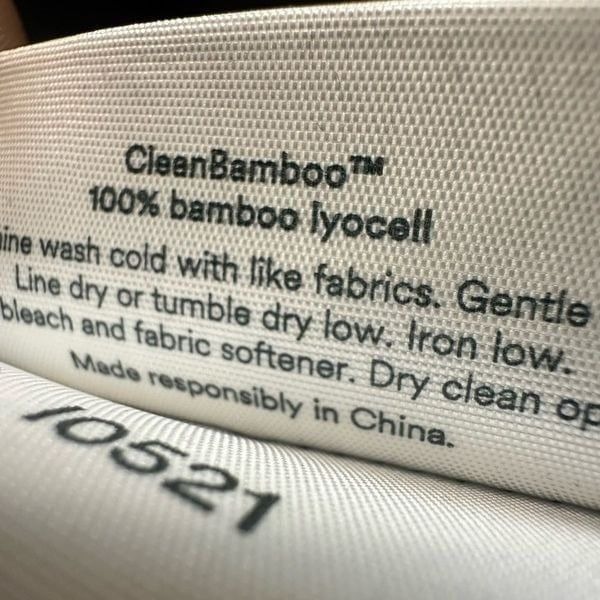 CleanBamboo™
100% bamboo lyocell
ine wash cold with like fabrics. Gentle
Line dry or tumble dry low. Iron low.
bleach and fabric softener. Dry clean op
Made responsibly in China.
10521